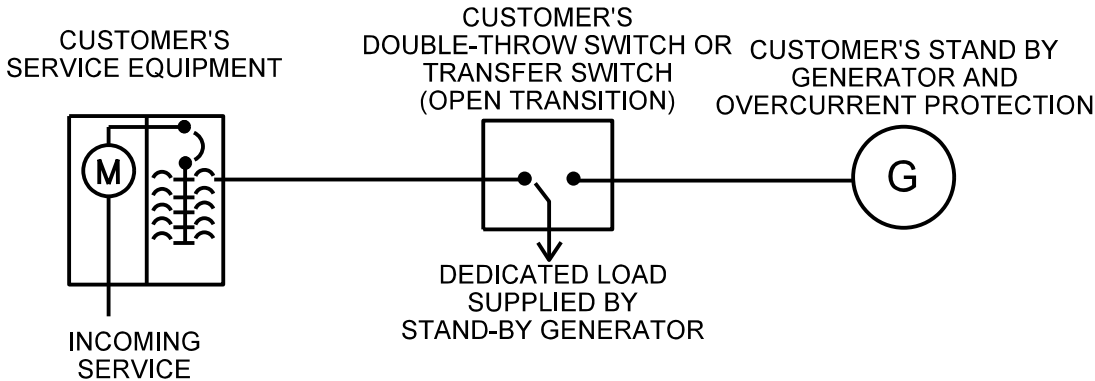 CUSTOMER'S
SERVICE EQUIPMENT
CUSTOMER'S
DOUBLE-THROW SWITCH OR
TRANSFER SWITCH
(OPEN TRANSITION)
CUSTOMER'S STAND BY
GENERATOR AND
OVERCURRENT PROTECTION
M
G
DEDICATED LOAD
SUPPLIED BY
STAND-BY GENERATOR
INCOMING
SERVICE